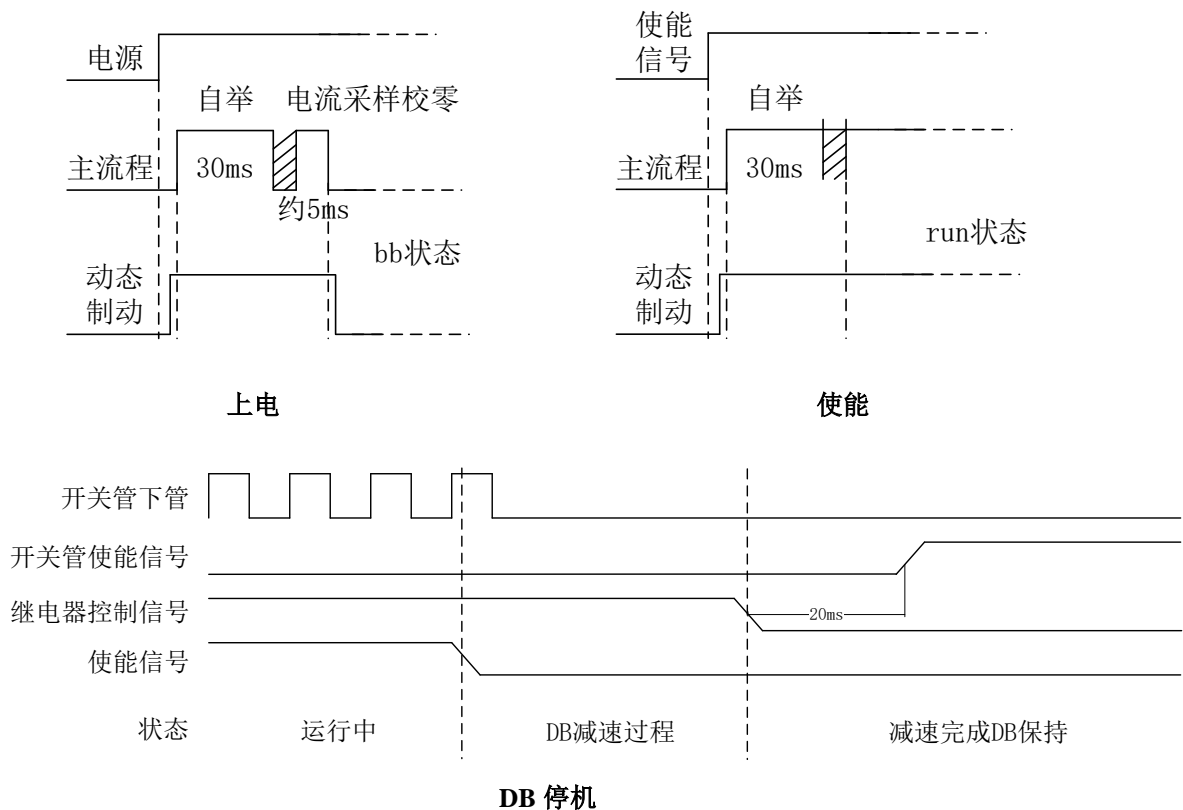 电源
自举 电流采样校零
主流程 30ms
约5ms
bb状态
动态
制动
上电
使能
信号
自举
主流程 30ms
run状态
动态
制动
使能
开关管下管
开关管使能信号
继电器控制信号 20ms
使能信号
状态 运行中 DB减速过程 减速完成DB保持
DB 停机